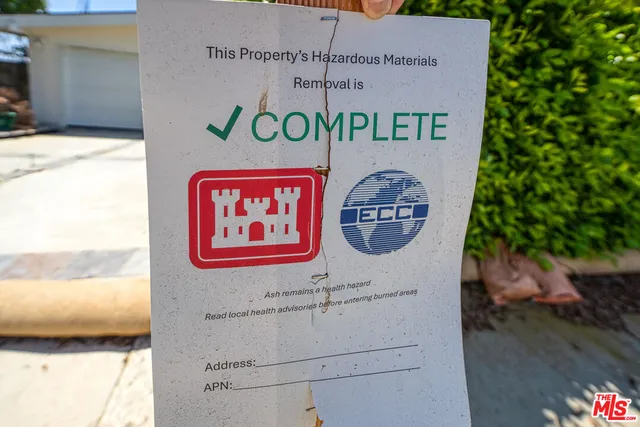 This Property's Hazardous Materials
Removal is
✓COMPLETE
ECC
Ash remains a health hazard
Read local health advisories before entering burned areas
Address:
APN:
THE
MLS
.COM